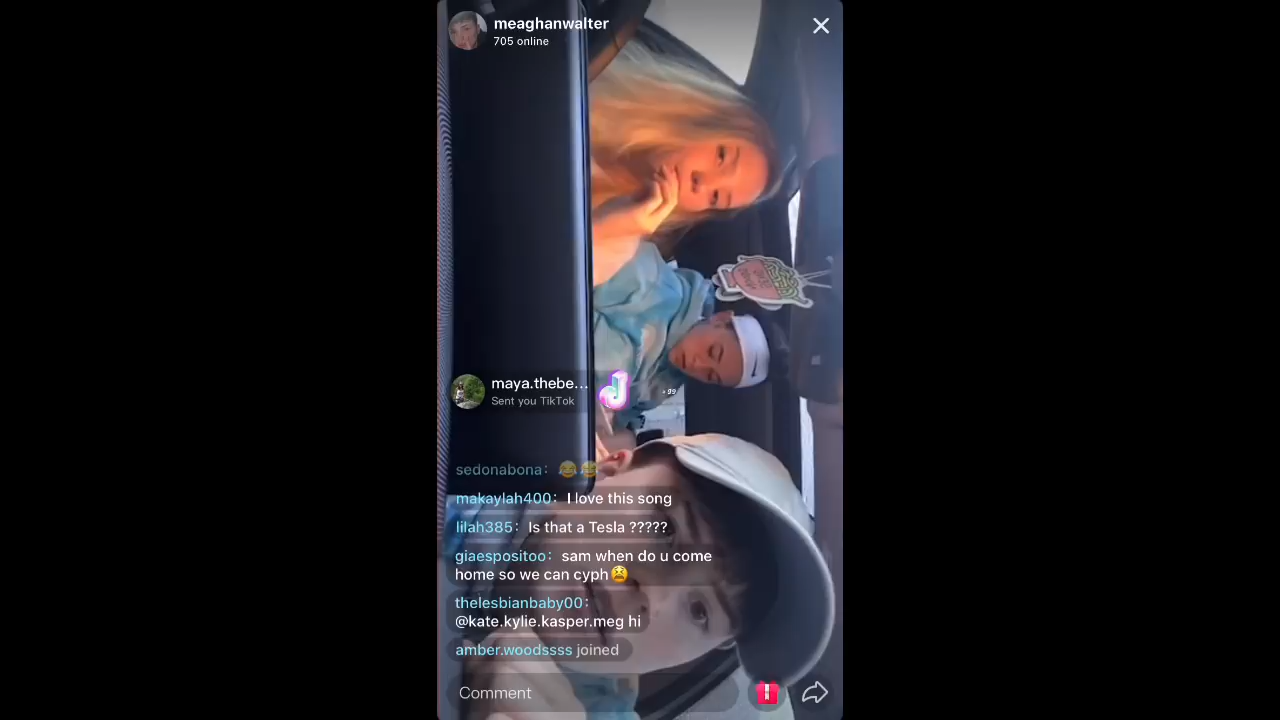 meaghanwalter
705 online
maya.thebe...
Sent you TikTok
+99
sedonabona: 😂😂
makaylah400: I love this song
lilah385: Is that a Tesla ?????
giaespositoo: sam when do u come
home so we can cyph😫
thelesbianbaby00:
@kate.kylie.kasper.meg hi
amber.woodssss joined
Comment